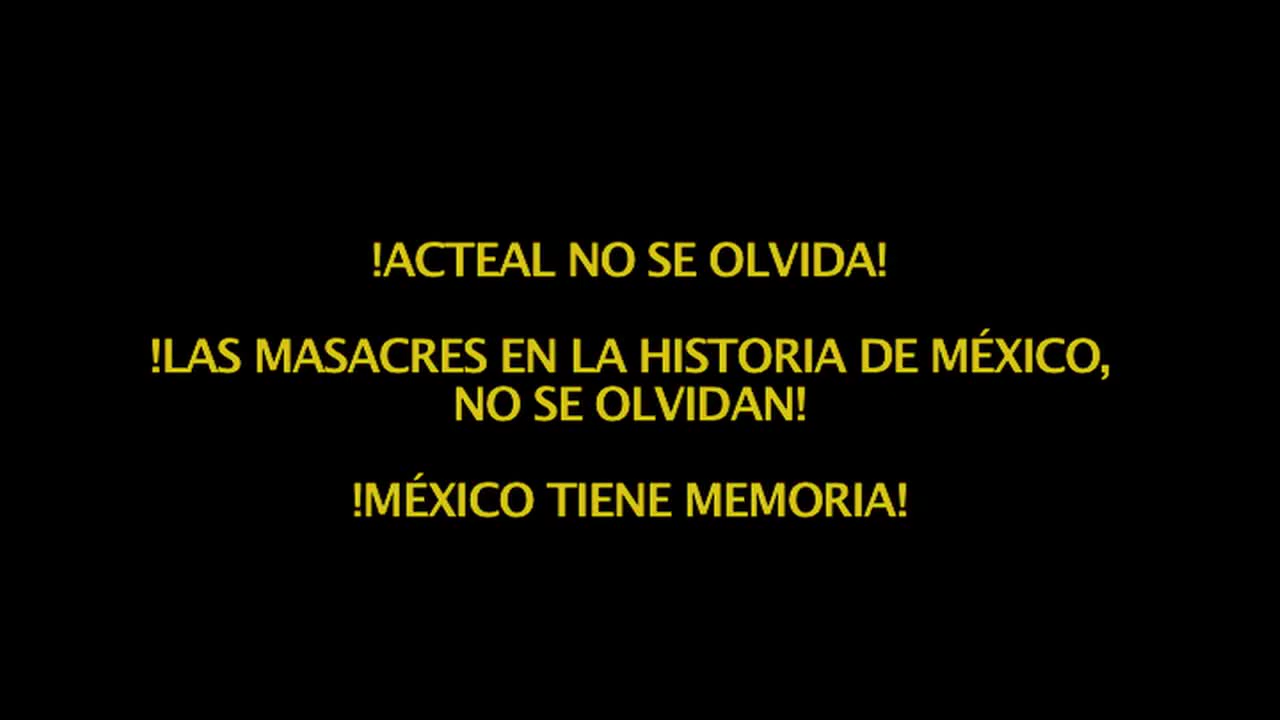 !ACTEAL NO SE OLVIDA!
!LAS MASACRES EN LA HISTORIA DE MÉXICO,
NO SE OLVIDAN!
!MÉXICO TIENE MEMORIA!